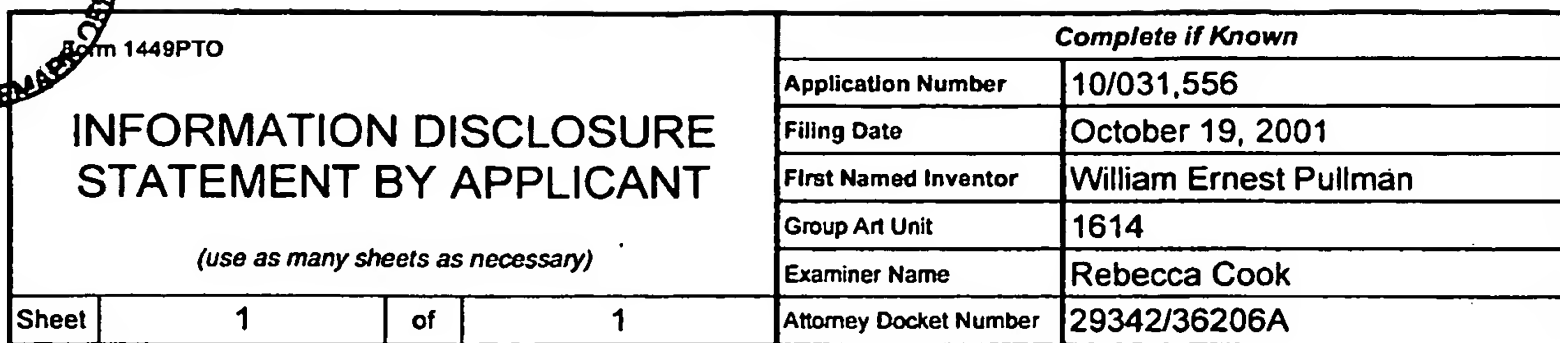 Form 1449PTO
INFORMATION DISCLOSURE
STATEMENT BY APPLICANT
(use as many sheets as necessary)
Sheet 1 of 1
Complete if Known
Application Number 10/031,556
Filing Date October 19, 2001
First Named Inventor William Ernest Pullman
Group Art Unit 1614
Examiner Name Rebecca Cook
Attorney Docket Number 29342/36206A